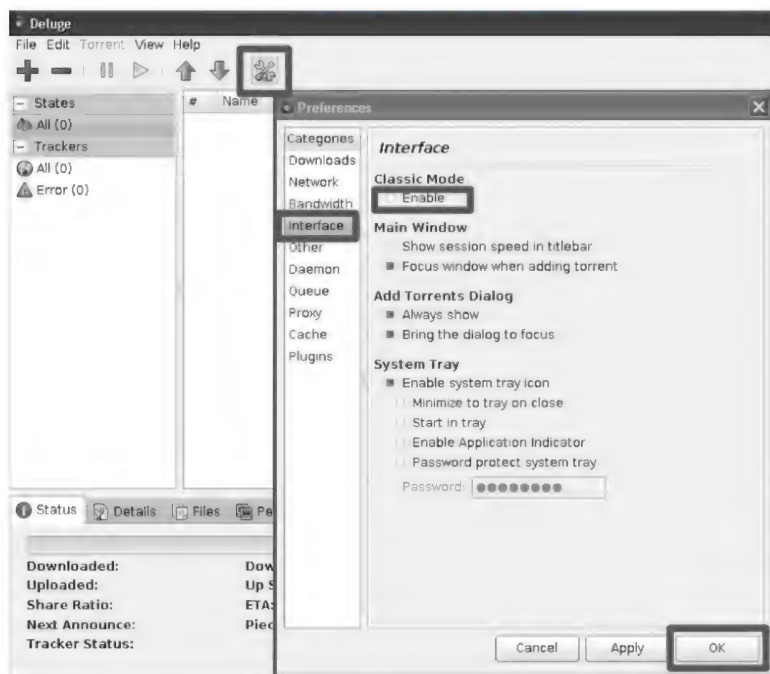 Deluge
File Edit Torrent View Help
States
All (0)
Trackers
All (0)
Error (0)
# Name
Preferences
Categories
Downloads
Network
Bandwidth
Interface
Other
Daemon
Queue
Proxy
Cache
Plugins
Interface
Classic Mode
Enable
Main Window
Show session speed in titlebar
Focus window when adding torrent
Add Torrents Dialog
Always show
Bring the dialog to focus
System Tray
Enable system tray icon
Minimize to tray on close
Start in tray
Enable Application Indicator
Password protect system tray
Password:
Status Details Files Pe
Downloaded: Dow
Uploaded: Up S
Share Ratio: ETA:
Next Announce: Piec
Tracker Status:
Cancel Apply OK